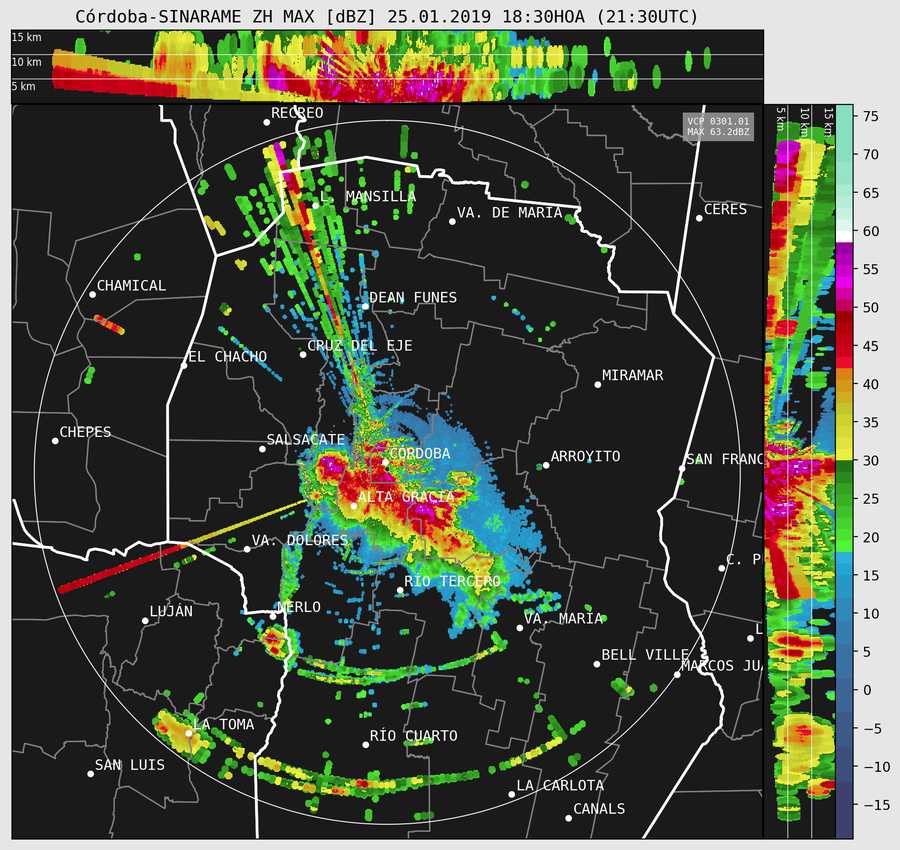 Córdoba-SINARAME ZH MAX [dBZ] 25.01.2019 18:30HOA (21:30UTC)
15 km
10 km
5 km
5 km
10 km
15 km
VCP 0301.01
MAX 63.2dBZ
RECREO
L. MANSILLA
VA. DE MARIA
CERES
CHAMICAL
DEAN FUNES
CRUZ DEL EJE
EL CHACHO
MIRAMAR
CHEPES
SALSACATE
CÓRDOBA
ARROYITO
SAN FRANC
ALTA GRACIA
VA. DOLORES
C. P
RÍO TERCERO
LUJÁN
MERLO
VA. MARIA
L
BELL VILLE
MARCOS JU
LA TOMA
RÍO CUARTO
SAN LUIS
LA CARLOTA
CANALS
75
70
65
60
55
50
45
40
35
30
25
20
15
10
5
0
−5
−10
−15